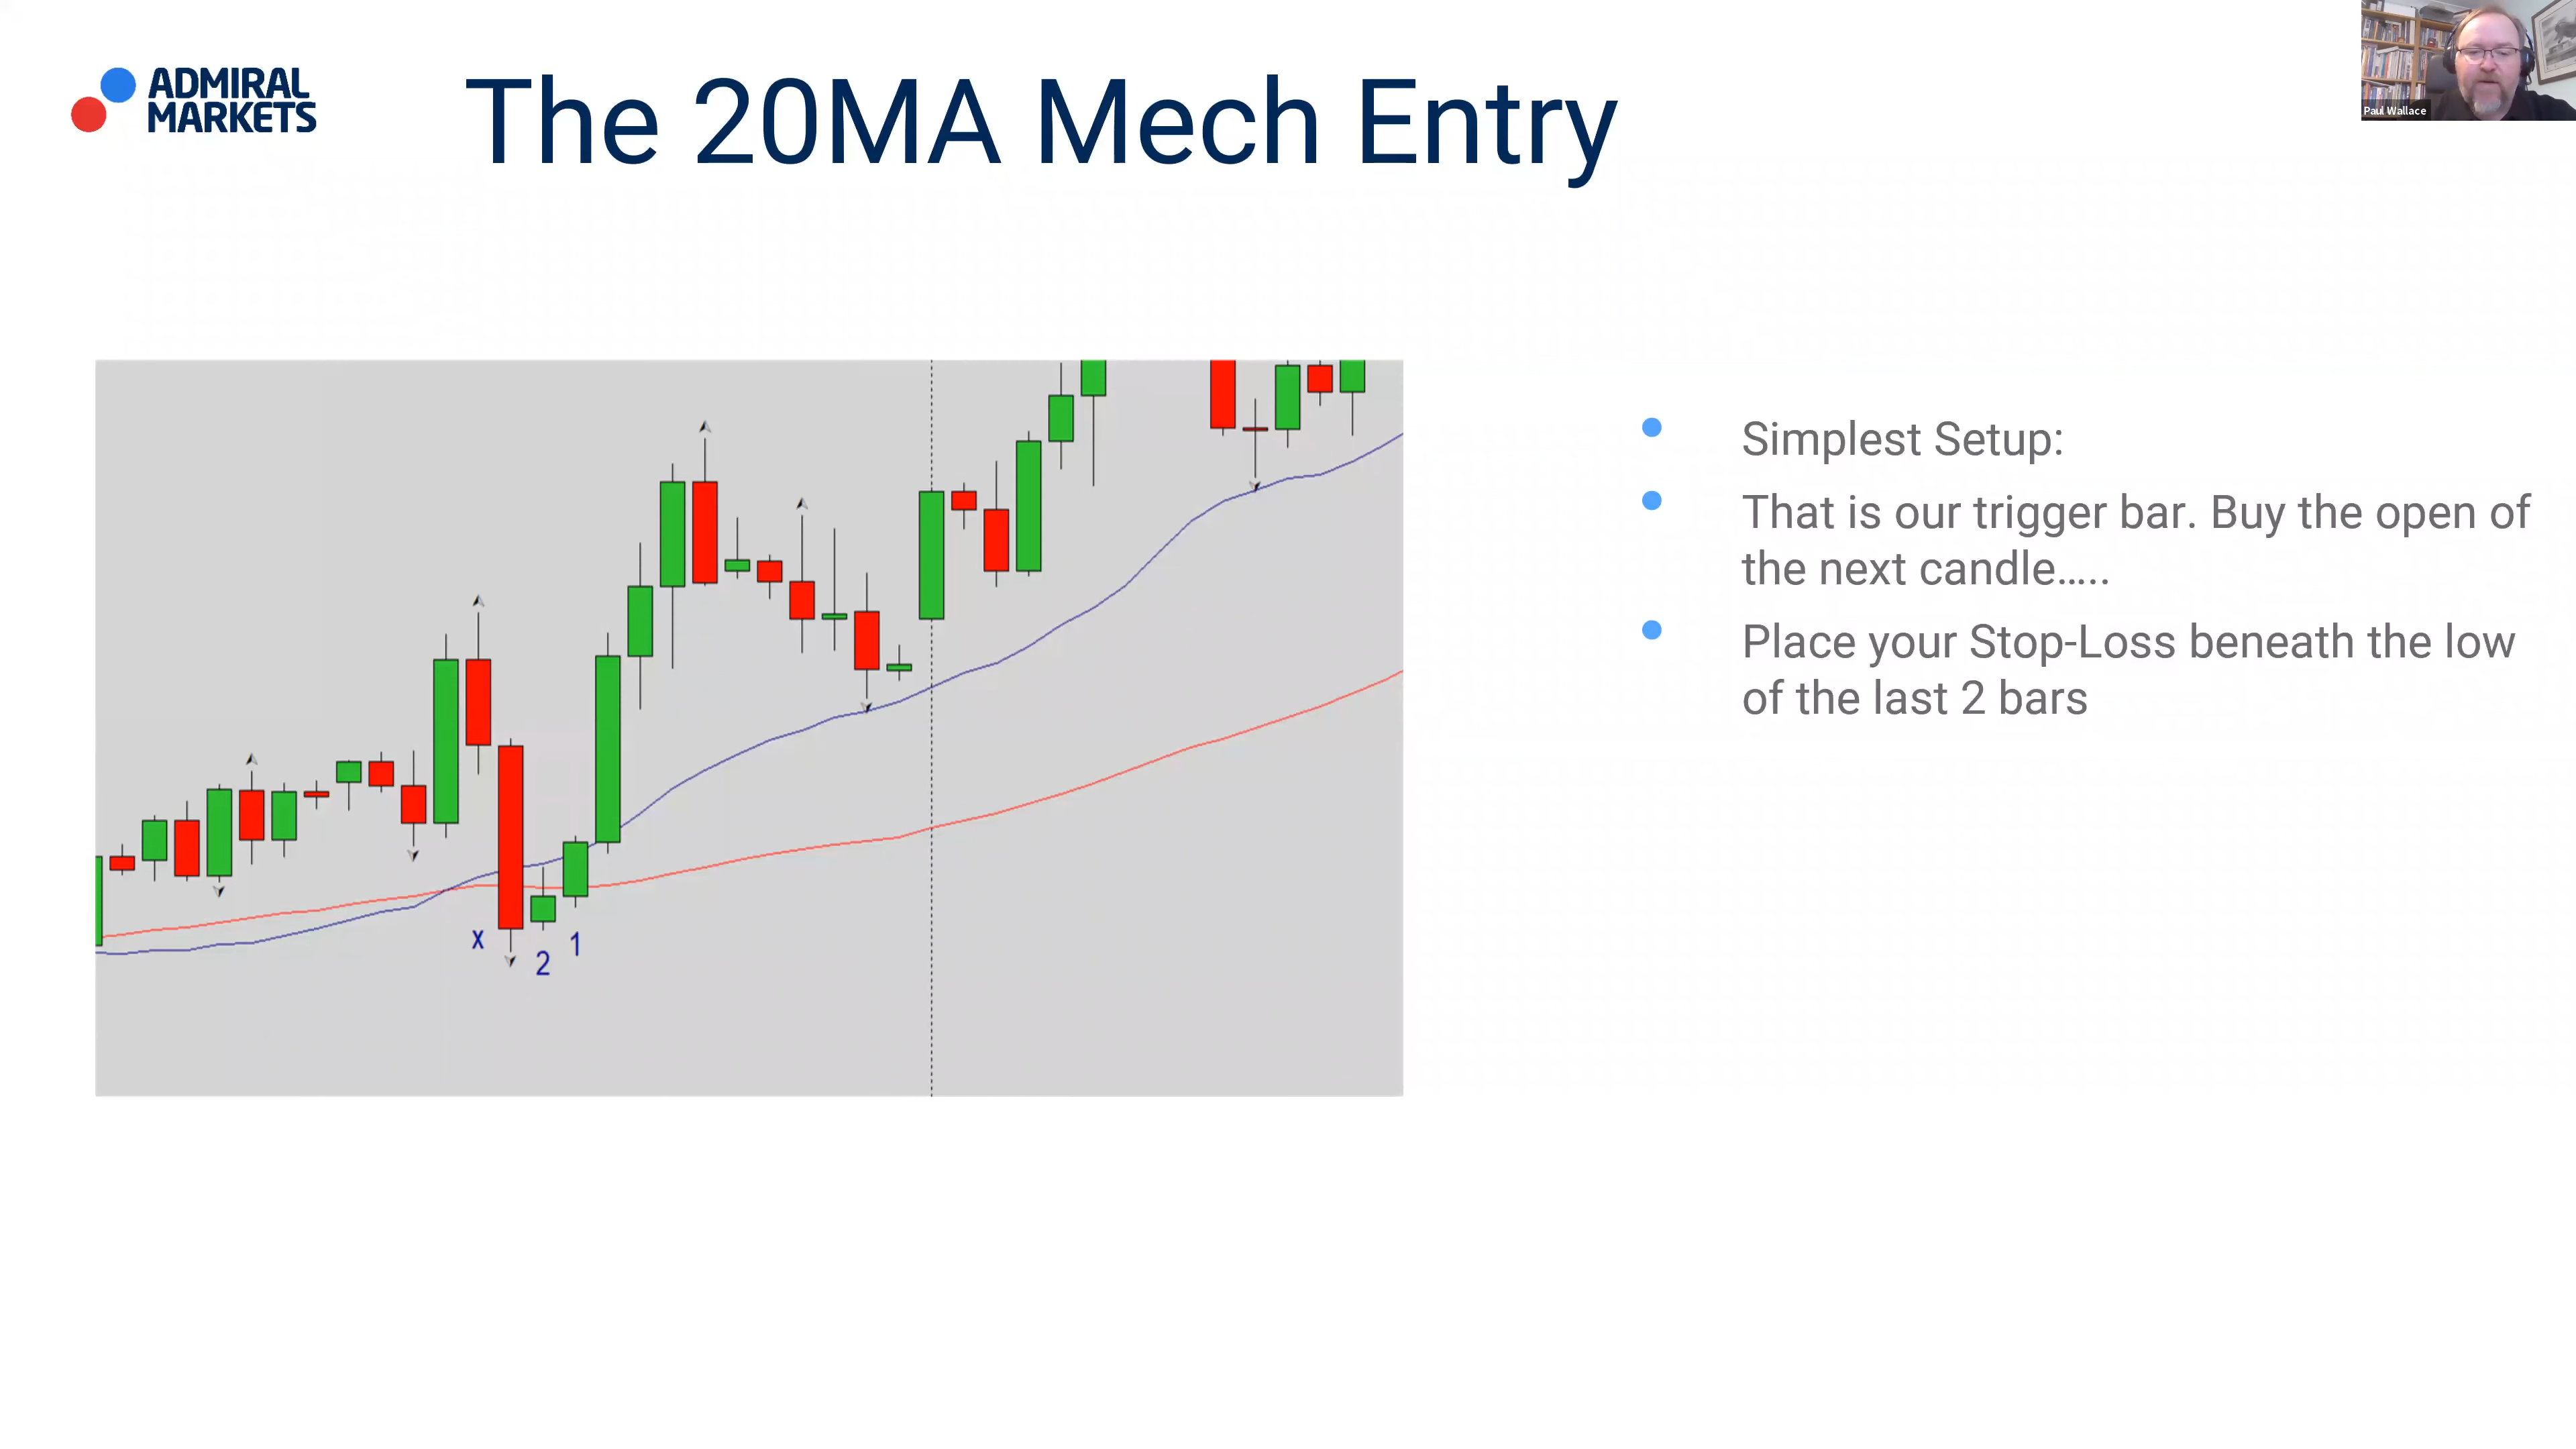 ADMIRAL
MARKETS
The 20MA Mech Entry
Paul Wallace
Simplest Setup:
That is our trigger bar. Buy the open of
the next candle.....
Place your Stop-Loss beneath the low
of the last 2 bars
x
2
1